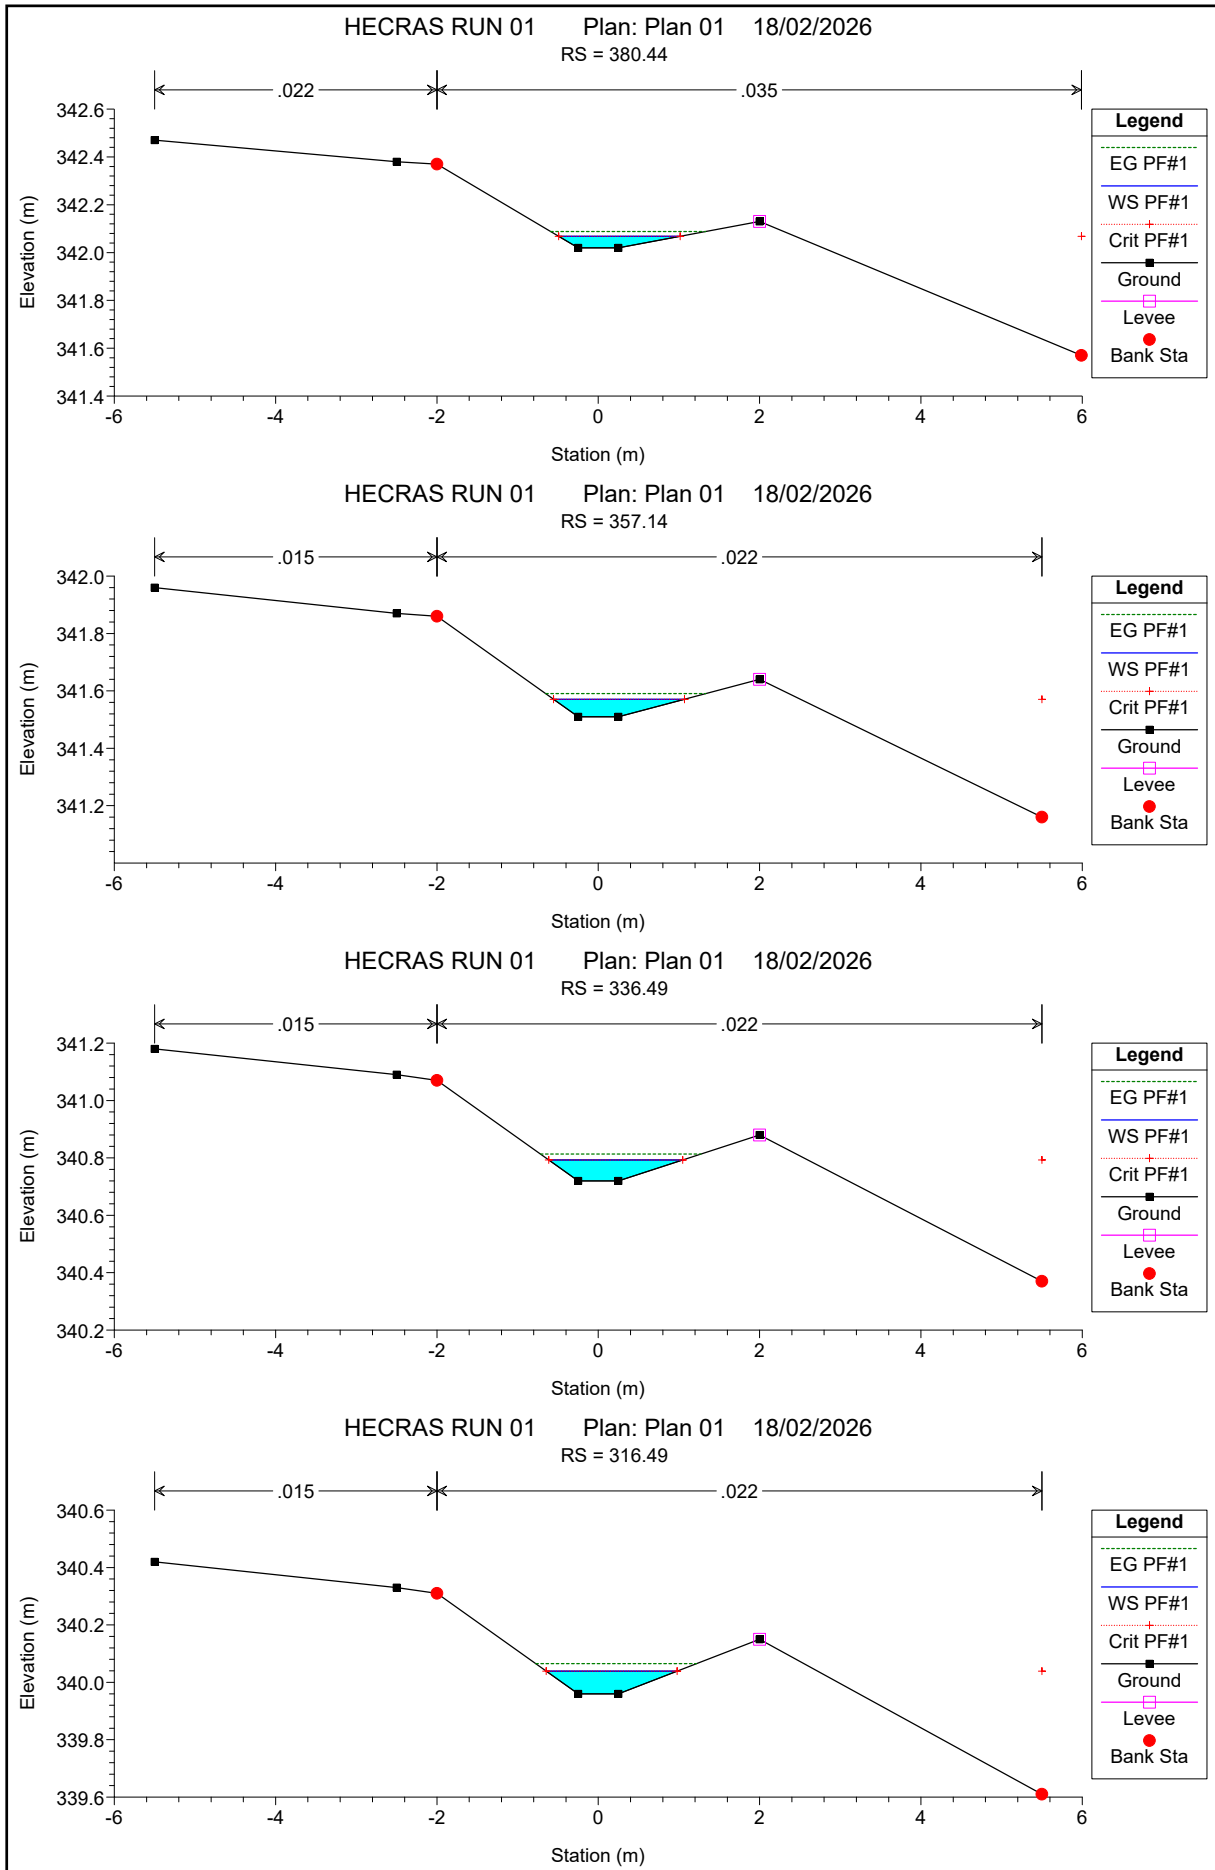 HECRAS RUN 01 Plan: Plan 01 18/02/2026
RS = 380.44
.022 .035
342.6
342.4
342.2
342.0
341.8
341.6
341.4
Elevation (m)
-6 -4 -2 0 2 4 6
Station (m)
Legend
EG PF#1
WS PF#1
Crit PF#1
Ground
Levee
Bank Sta
HECRAS RUN 01 Plan: Plan 01 18/02/2026
RS = 357.14
.015 .022
342.0
341.8
341.6
341.4
341.2
Elevation (m)
-6 -4 -2 0 2 4 6
Station (m)
Legend
EG PF#1
WS PF#1
Crit PF#1
Ground
Levee
Bank Sta
HECRAS RUN 01 Plan: Plan 01 18/02/2026
RS = 336.49
.015 .022
341.2
341.0
340.8
340.6
340.4
340.2
Elevation (m)
-6 -4 -2 0 2 4 6
Station (m)
Legend
EG PF#1
WS PF#1
Crit PF#1
Ground
Levee
Bank Sta
HECRAS RUN 01 Plan: Plan 01 18/02/2026
RS = 316.49
.015 .022
340.6
340.4
340.2
340.0
339.8
339.6
Elevation (m)
-6 -4 -2 0 2 4 6
Station (m)
Legend
EG PF#1
WS PF#1
Crit PF#1
Ground
Levee
Bank Sta